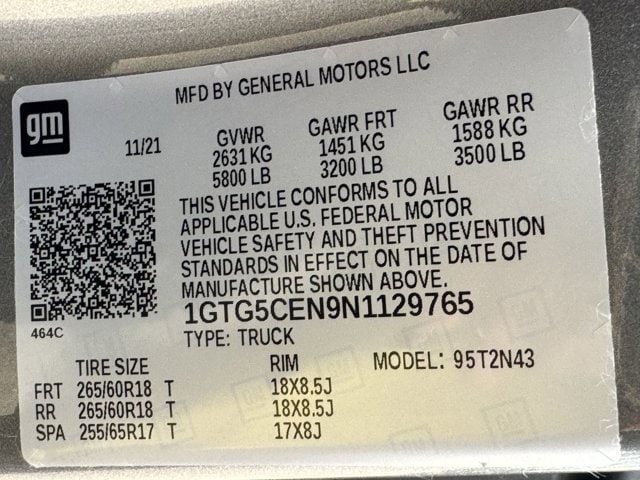 MFD BY GENERAL MOTORS LLC
gm
11/21
GVWR GAWR FRT GAWR RR
2631 KG 1451 KG 1588 KG
5800 LB 3200 LB 3500 LB
THIS VEHICLE CONFORMS TO ALL
APPLICABLE U.S. FEDERAL MOTOR
VEHICLE SAFETY AND THEFT PREVENTION
STANDARDS IN EFFECT ON THE DATE OF
MANUFACTURE SHOWN ABOVE.
1GTG5CEN9N1129765
464C
TYPE: TRUCK
TIRE SIZE RIM MODEL: 95T2N43
FRT 265/60R18 T 18X8.5J
RR 265/60R18 T 18X8.5J
SPA 255/65R17 T 17X8J